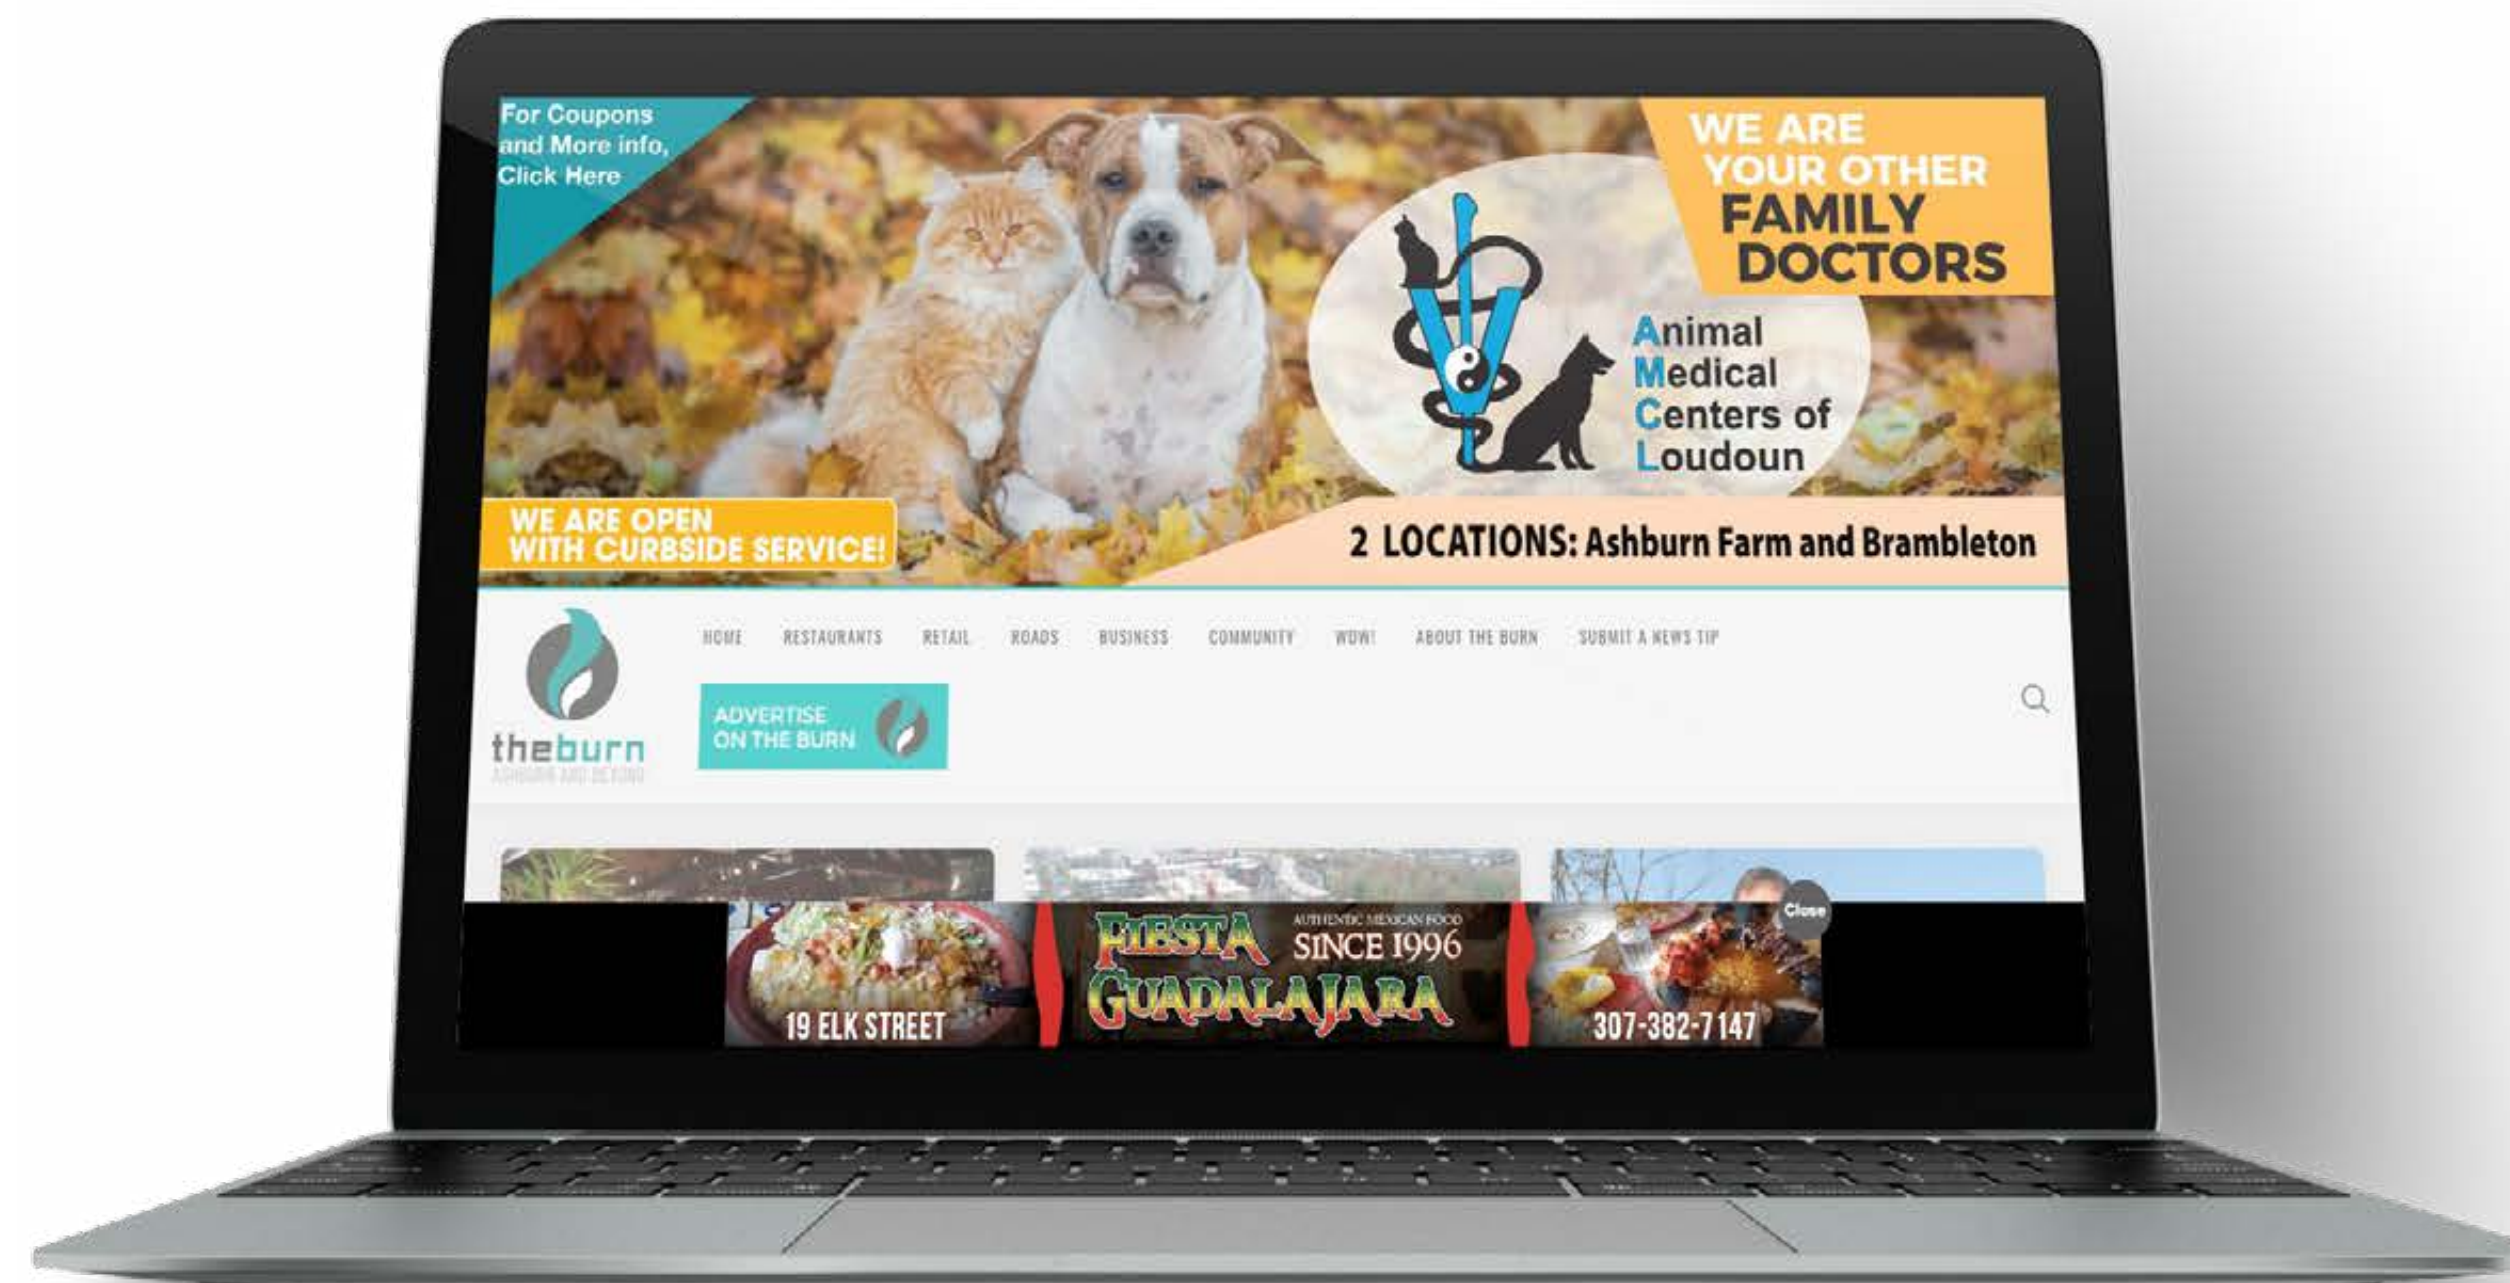 For Coupons
and More info,
Click Here
WE ARE
YOUR OTHER
FAMILY
DOCTORS
Animal
Medical
Centers of
Loudoun
WE ARE OPEN
WITH CURBSIDE SERVICE!
2 LOCATIONS: Ashburn Farm and Brambleton
HOME RESTAURANTS RETAIL ROADS BUSINESS COMMUNITY WOW! ABOUT THE BURN SUBMIT A NEWS TIP
ADVERTISE
ON THE BURN
theburn
ASHBURN AND BEYOND
Close
FIESTA
GUADALAJARA
AUTHENTIC MEXICAN FOOD
SINCE 1996
19 ELK STREET
307-382-7147